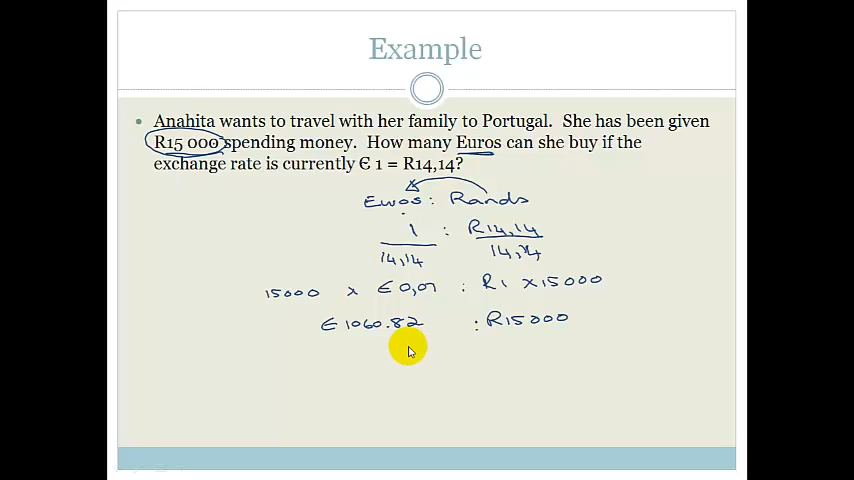 Example
• Anahita wants to travel with her family to Portugal. She has been given
R15 000 spending money. How many Euros can she buy if the
exchange rate is currently € 1 = R14,14?
Euros : Rands
1 : R14,14
14,14 14,14
15000 x € 0,07 : R1 x 15000
€ 1060.82 : R15000